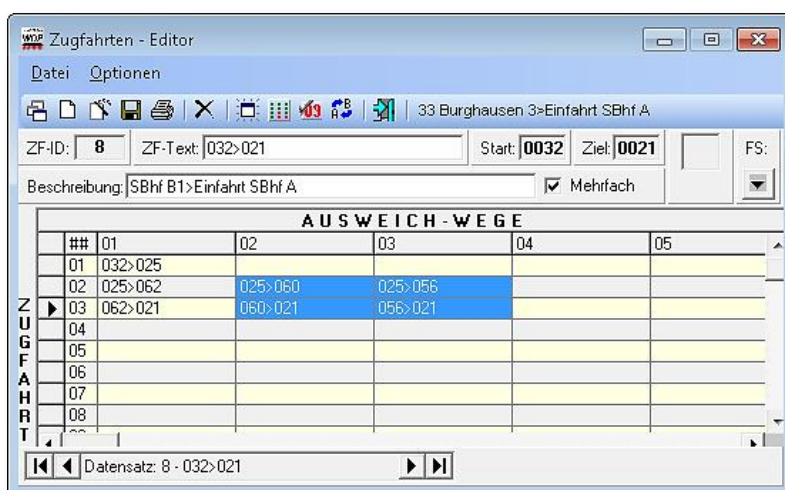 WDP Zugfahrten - Editor
Datei Optionen
33 Burghausen 3>Einfahrt SBhf A
ZF-ID: 8 ZF-Text: 032>021 Start: 0032 Ziel: 0021 FS:
Beschreibung: SBhf B1>Einfahrt SBhf A Mehrfach
AUSWEICH-WEGE
## 01 02 03 04 05
01 032>025
02 025>062 025>060 025>056
03 062>021 060>021 056>021
04
05
06
07
08
ZUGFAHRT
Datensatz: 8 - 032>021